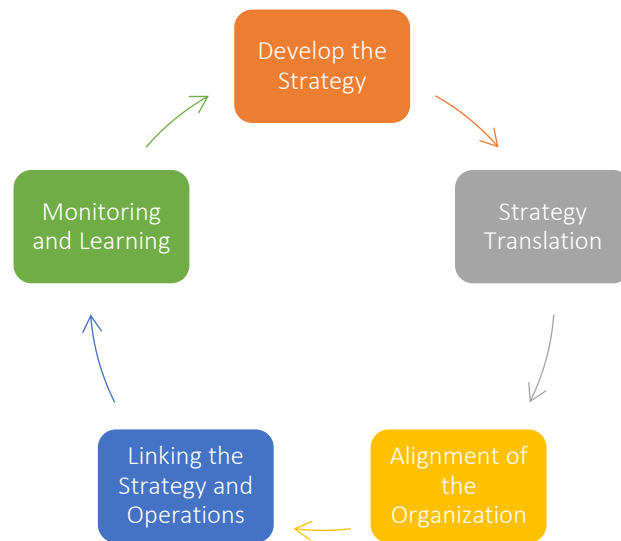 Develop the
Strategy
Strategy
Translation
Alignment of
the
Organization
Linking the
Strategy and
Operations
Monitoring
and Learning